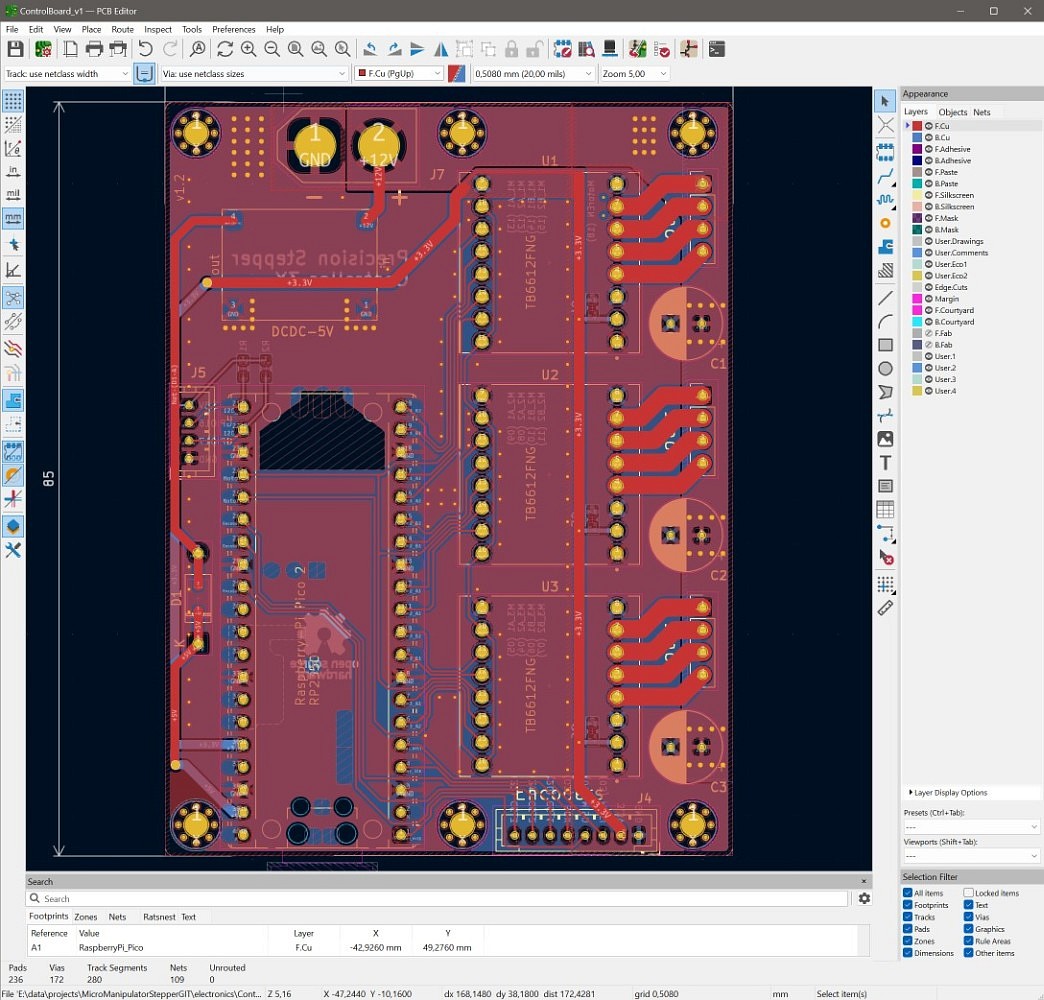 ControlBoard_v1 — PCB Editor
File Edit View Place Route Inspect Tools Preferences Help
Track: use netclass width
Via: use netclass sizes
F.Cu (PgUp)
0,5080 mm (20,00 mils)
Zoom 5,00
in
mil
mm
85
v1.2
1
GND
2
+12V
+12V
J7
1
1
1
U1
Precision Stepper
out
+3.3V
+3.3V
+3.3V
DCDC-5V
TB6612FNG
C1
J5
U2
+3.3V
TB6612FNG
C2
D1
K
Raspberry Pi Pico 2
RP2
open source
hardware
U3
+3.3V
TB6612FNG
C3
+5V
Encoders
J4
+3.3V
1
1
1
Appearance
Layers Objects Nets
F.Cu
B.Cu
F.Adhesive
B.Adhesive
F.Paste
B.Paste
F.Silkscreen
B.Silkscreen
F.Mask
B.Mask
User.Drawings
User.Comments
User.Eco1
User.Eco2
Edge.Cuts
Margin
F.Courtyard
B.Courtyard
F.Fab
B.Fab
User.1
User.2
User.3
User.4
Layer Display Options
Presets (Ctrl+Tab):
---
Viewports (Shift+Tab):
---
Selection Filter
All items Locked items
Footprints Text
Tracks Vias
Pads Graphics
Zones Rule Areas
Dimensions Other items
Search
Search
Footprints Zones Nets Ratsnest Text
Reference Value Layer X Y
A1 RaspberryPi_Pico F.Cu -42,9260 mm 49,2760 mm
Pads Vias Track Segments Nets Unrouted
236 172 280 109 0
File 'E:\data\projects\MicroManipulatorStepperGIT\electronics\Cont... Z 5,16 X -47,2440 Y -10,1600 dx 168,1480 dy 38,1800 dist 172,4281 grid 0,5080 mm Select item(s)